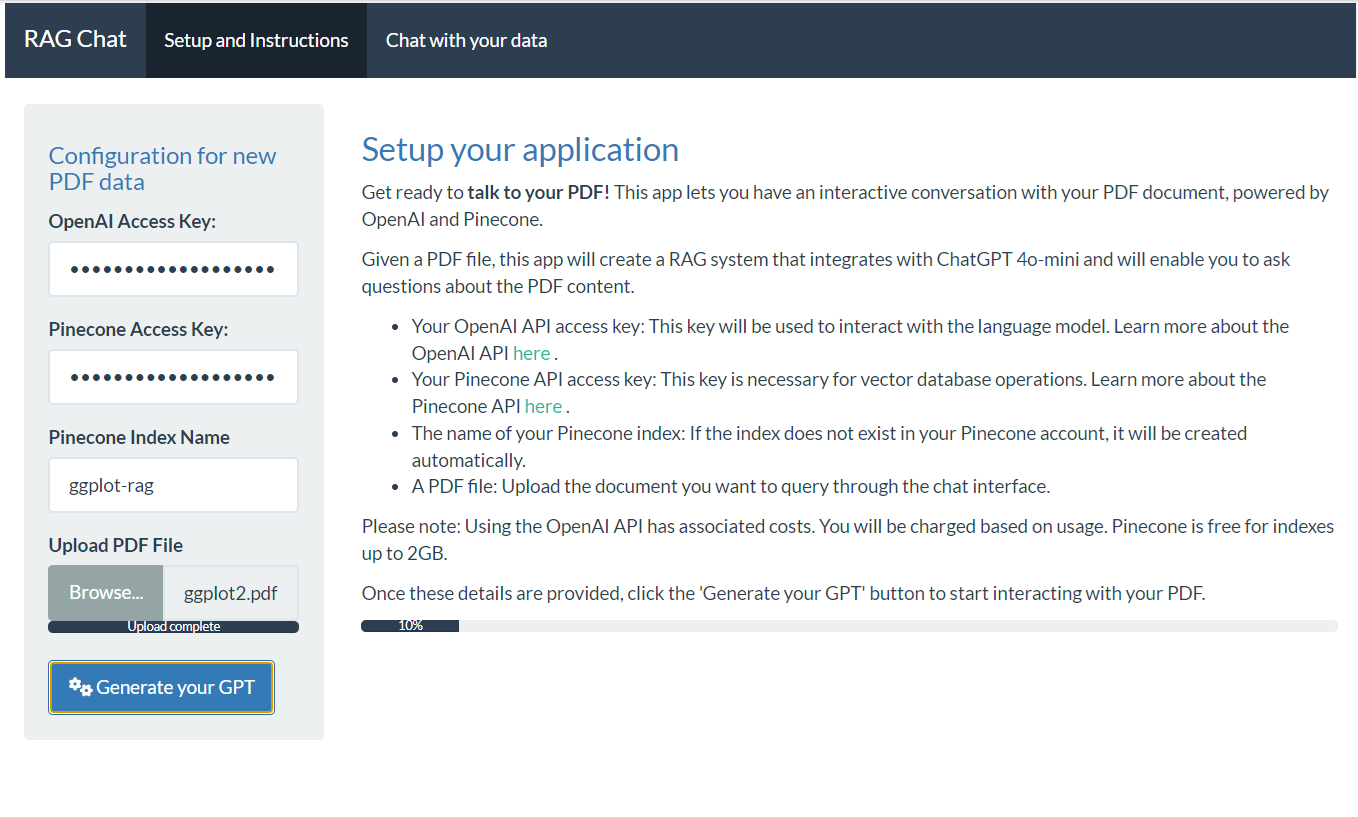 RAG Chat
Setup and Instructions
Chat with your data
Configuration for new
PDF data
OpenAI Access Key:
•••••••••••••••••••
Pinecone Access Key:
•••••••••••••••••••
Pinecone Index Name
ggplot-rag
Upload PDF File
Browse...
ggplot2.pdf
Upload complete
Generate your GPT
Setup your application
Get ready to talk to your PDF! This app lets you have an interactive conversation with your PDF document, powered by
OpenAI and Pinecone.
Given a PDF file, this app will create a RAG system that integrates with ChatGPT 4o-mini and will enable you to ask
questions about the PDF content.
• Your OpenAI API access key: This key will be used to interact with the language model. Learn more about the
OpenAI API here .
• Your Pinecone API access key: This key is necessary for vector database operations. Learn more about the
Pinecone API here .
• The name of your Pinecone index: If the index does not exist in your Pinecone account, it will be created
automatically.
• A PDF file: Upload the document you want to query through the chat interface.
Please note: Using the OpenAI API has associated costs. You will be charged based on usage. Pinecone is free for indexes
up to 2GB.
Once these details are provided, click the 'Generate your GPT' button to start interacting with your PDF.
10%